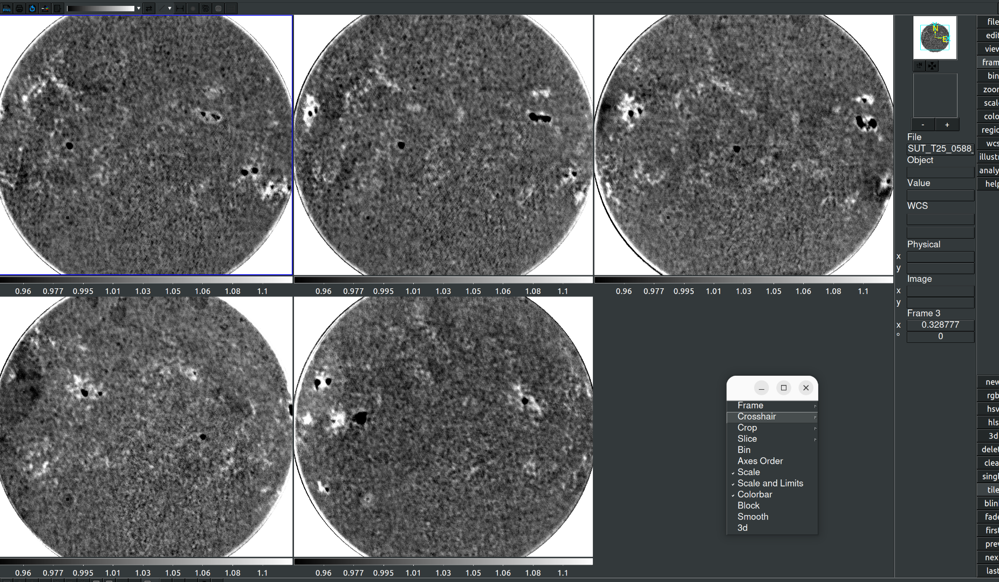 PNG
N
E
file
edit
view
fram
bin
zoo
scal
colo
regio
wcs
illustr
analy
help
- +
File
SUT_T25_0588_
Object
Value
WCS
Physical
x
y
Image
x
y
Frame 3
x 0.328777
° 0
0.96 0.977 0.995 1.01 1.03 1.05 1.06 1.08 1.1
0.96 0.977 0.995 1.01 1.03 1.05 1.06 1.08 1.1
0.96 0.977 0.995 1.01 1.03 1.05 1.06 1.08 1.1
Frame
Crosshair
Crop
Slice
Bin
Axes Order
Scale
Scale and Limits
Colorbar
Block
Smooth
3d
new
rgb
hsv
hls
3d
delet
clea
singl
tile
blin
fade
first
prev
nex
last
0.96 0.977 0.995 1.01 1.03 1.05 1.06 1.08 1.1
0.96 0.977 0.995 1.01 1.03 1.05 1.06 1.08 1.1